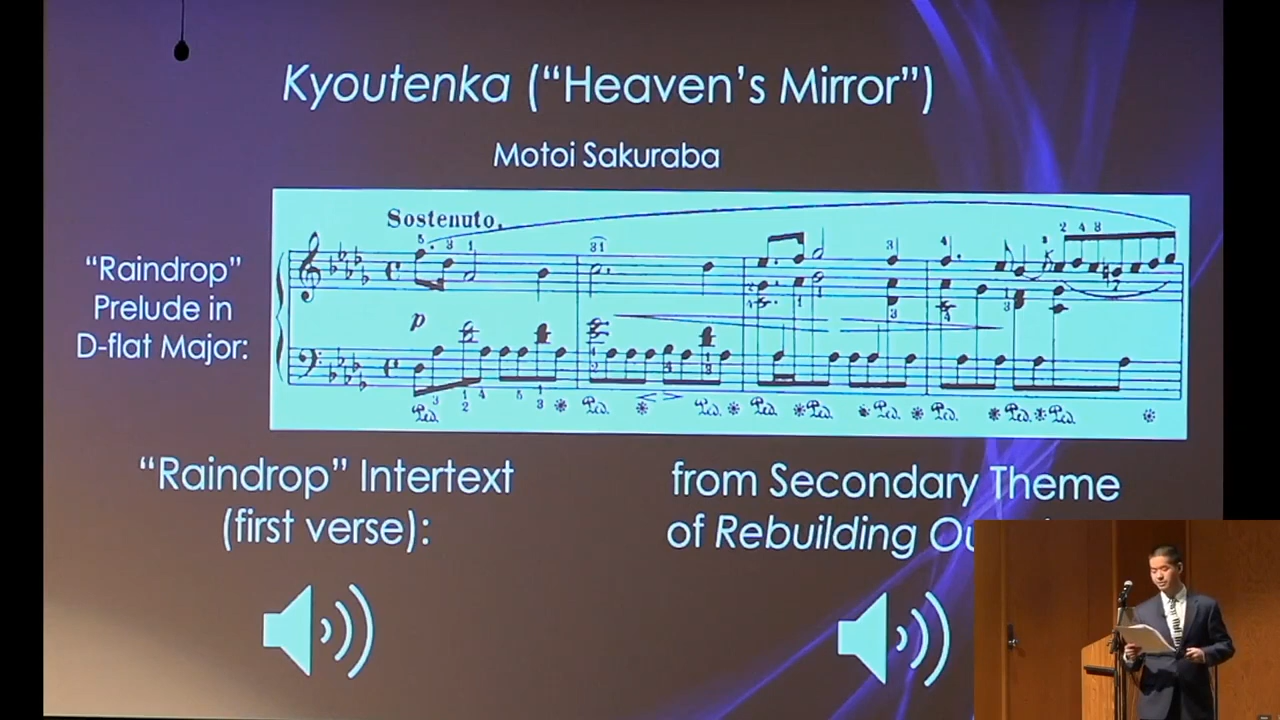 Kyoutenka (“Heaven’s Mirror”)
Motoi Sakuraba
“Raindrop”
Prelude in
D-flat Major:
Sostenuto.
p
“Raindrop” Intertext
(first verse):
from Secondary Theme
of Rebuilding